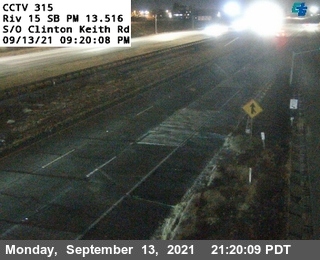 CCTV 315
Riv 15 SB PM 13.516
S/O Clinton Keith Rd
09/13/21 09:20:08 PM
Monday, September 13, 2021 21:20:09 PDT